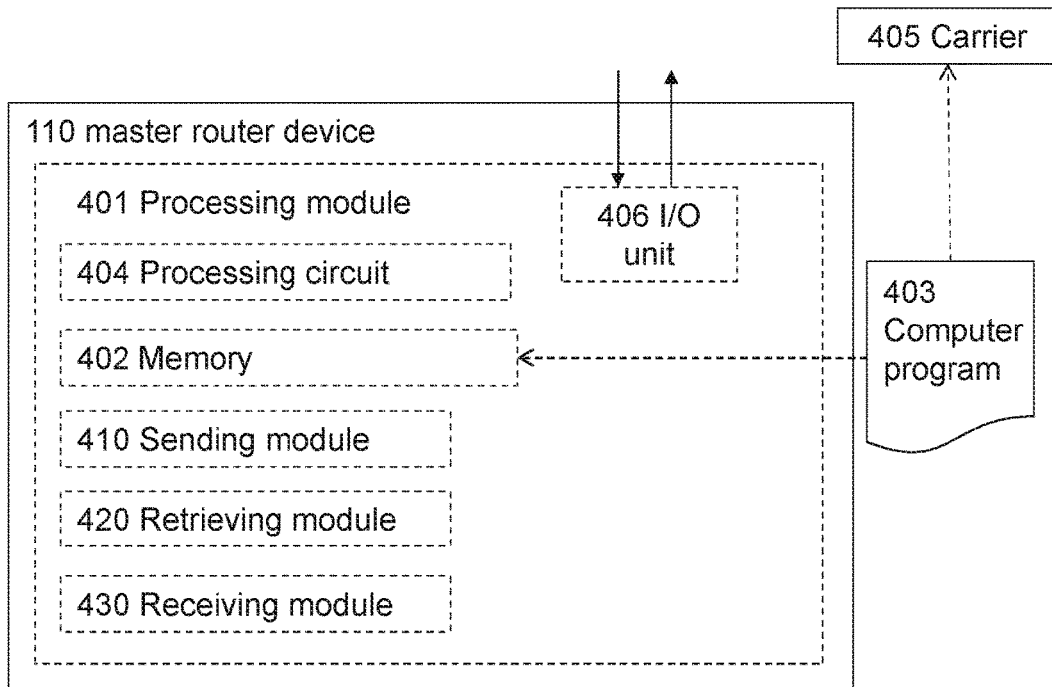 405 Carrier
110 master router device
401 Processing module
406 I/O
unit
404 Processing circuit
403
Computer
program
402 Memory
410 Sending module
420 Retrieving module
430 Receiving module